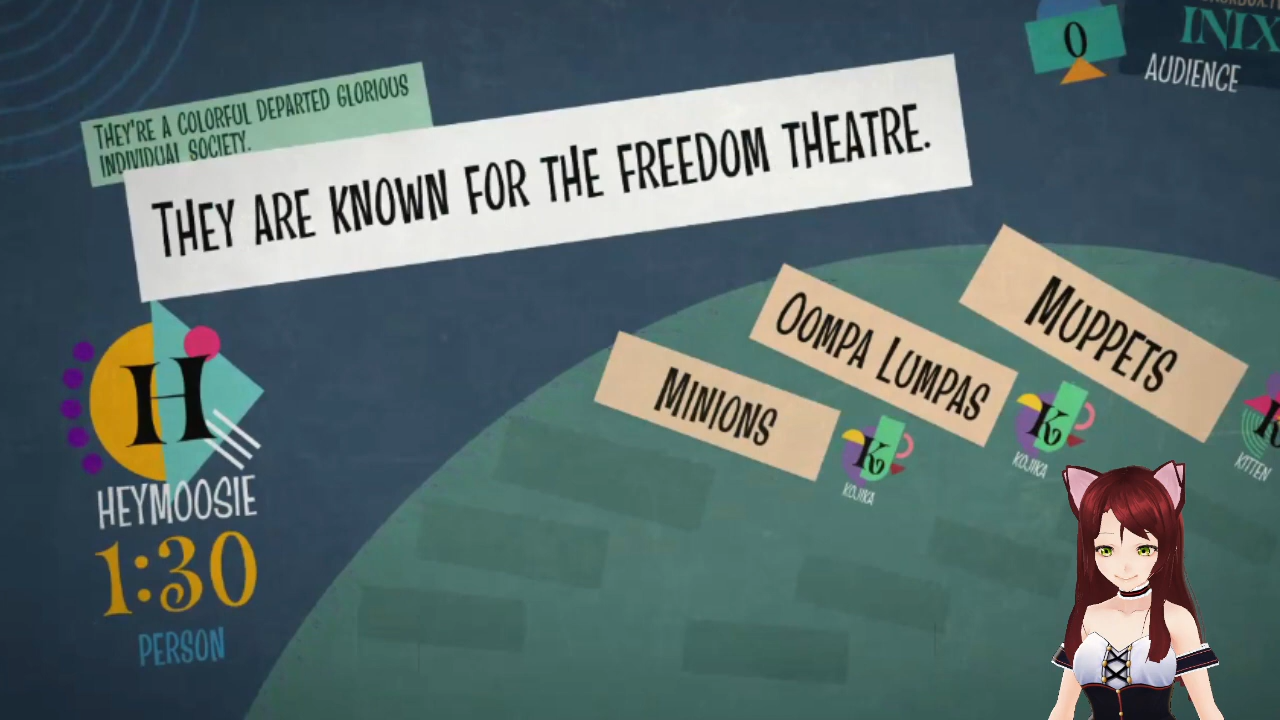 THEY'RE A COLORFUL DEPARTED GLORIOUS
INDIVIDUAL SOCIETY.
THEY ARE KNOWN FOR THE FREEDOM THEATRE.
0
AUDIENCE
MUPPETS
OOMPA LUMPAS
MINIONS
K
KOJIKA
K
KOJIKA
K
KITTEN
H
HEYMOOSIE
1:30
PERSON